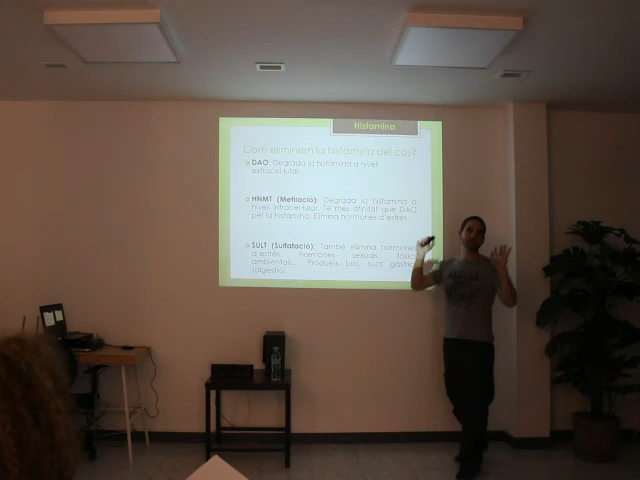 Histamina
Com eliminem la histamina del cos?
DAO: Degrada la histamina a nivell
extracel·lular.
HNMT (Metilació): Degrada la histamina a
nivell intracel·lular. Té més afinitat que DAO
per la histamina. Elimina hormones d'estrés.
SULT (Sulfatació): També elimina hormones
d'estrés, hormones sexuals, tòxics
ambientals... Produeix bilis, sucs gàstrics
(digestió)